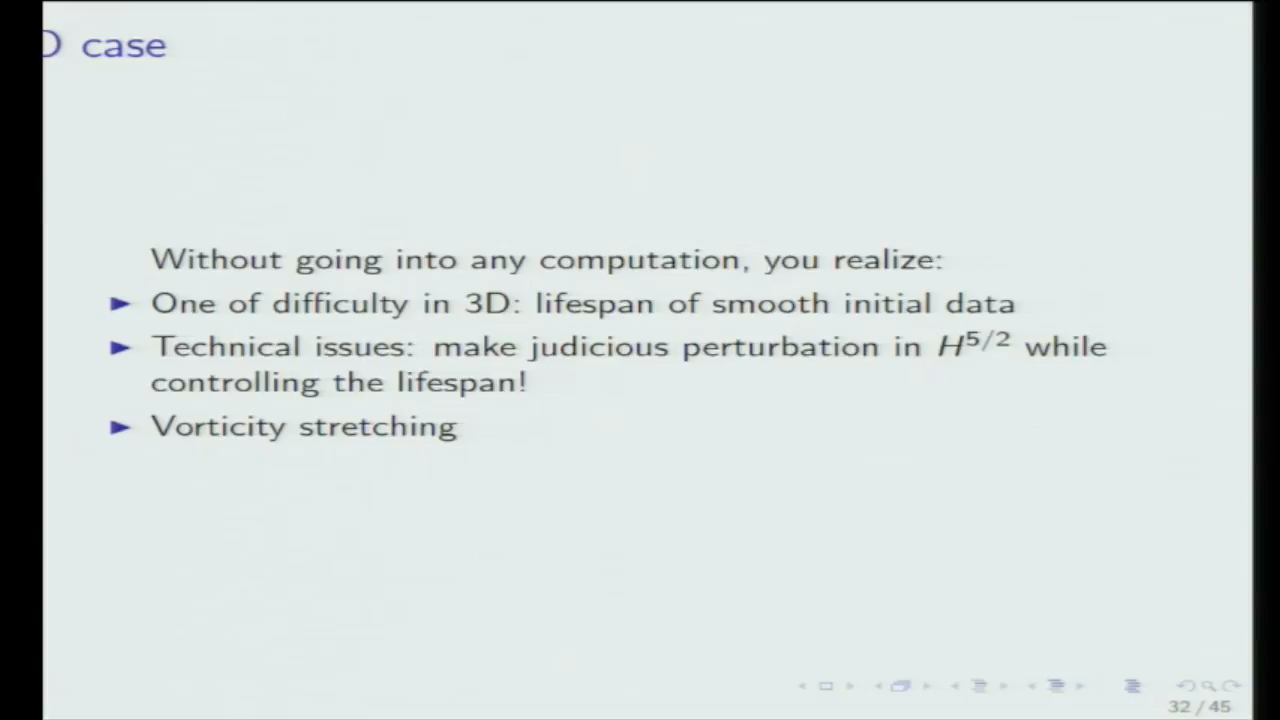 D case
Without going into any computation, you realize:
▶ One of difficulty in 3D: lifespan of smooth initial data
▶ Technical issues: make judicious perturbation in H^{5/2} while
controlling the lifespan!
▶ Vorticity stretching
32 / 45